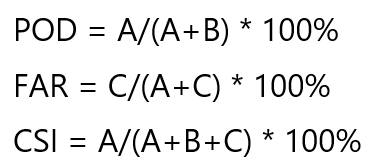 POD = A/(A+B) * 100%
FAR = C/(A+C) * 100%
CSI = A/(A+B+C) * 100%